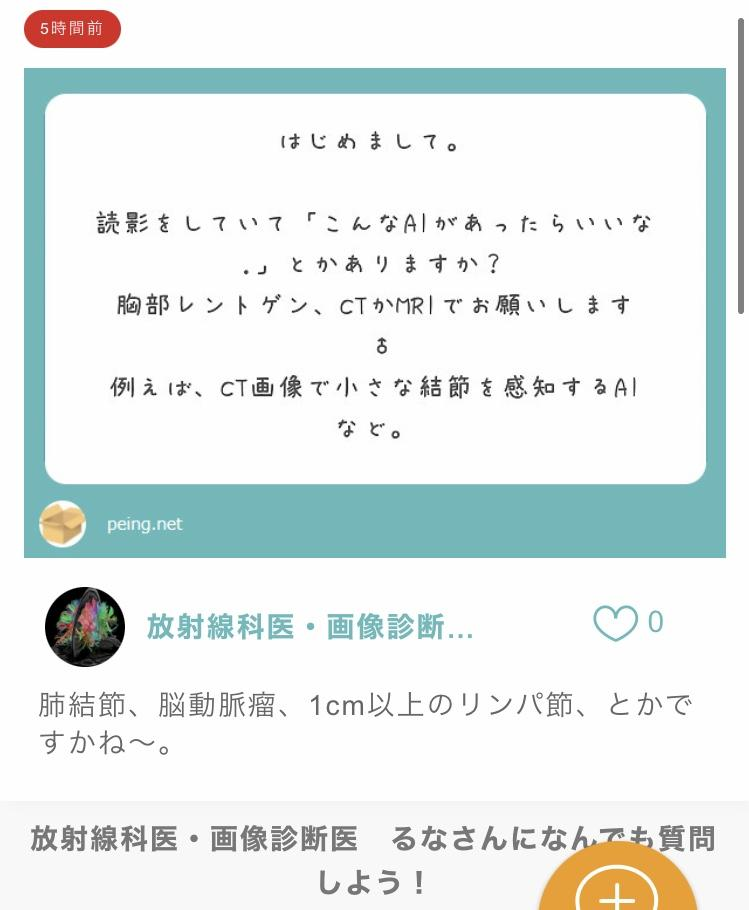 5時間前
はじめまして。
読影をしていて「こんなAIがあったらいいな
.」とかありますか？
胸部レントゲン、CTかMRIでお願いします
例えば、CT画像で小さな結節を感知するAI
など。
peing.net
放射線科医・画像診断...
0
肺結節、脳動脈瘤、1cm以上のリンパ節、とかで
すかね〜。
放射線科医・画像診断医　るなさんになんでも質問
しよう！